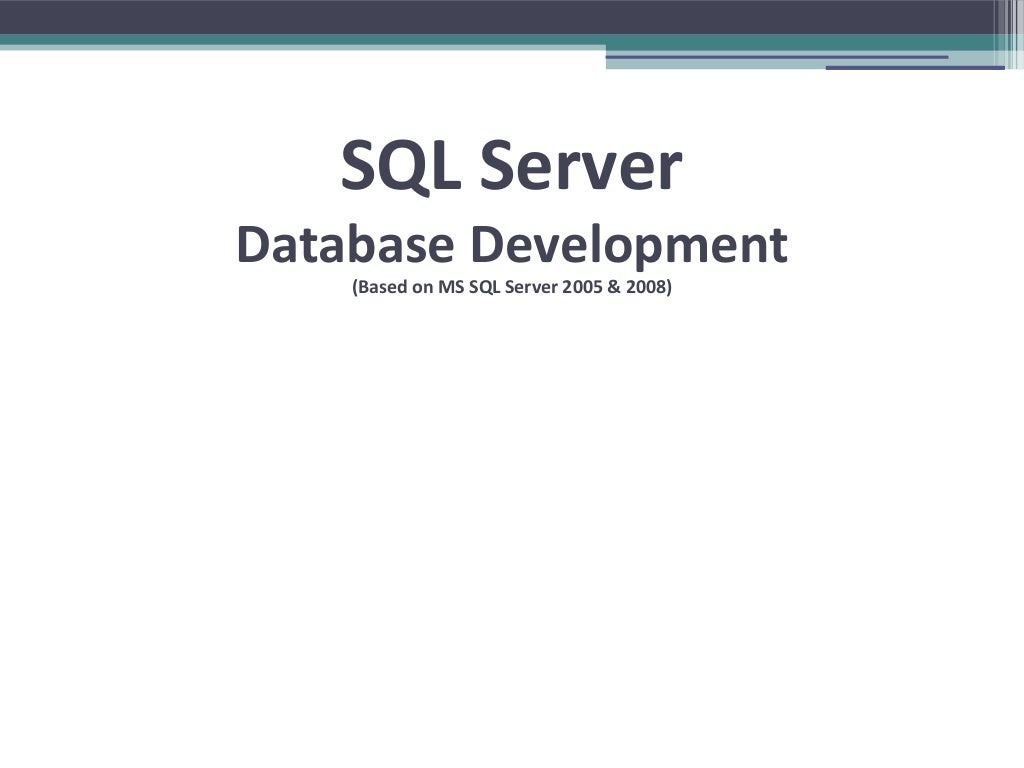 SQL Server
Database Development
(Based on MS SQL Server 2005 & 2008)